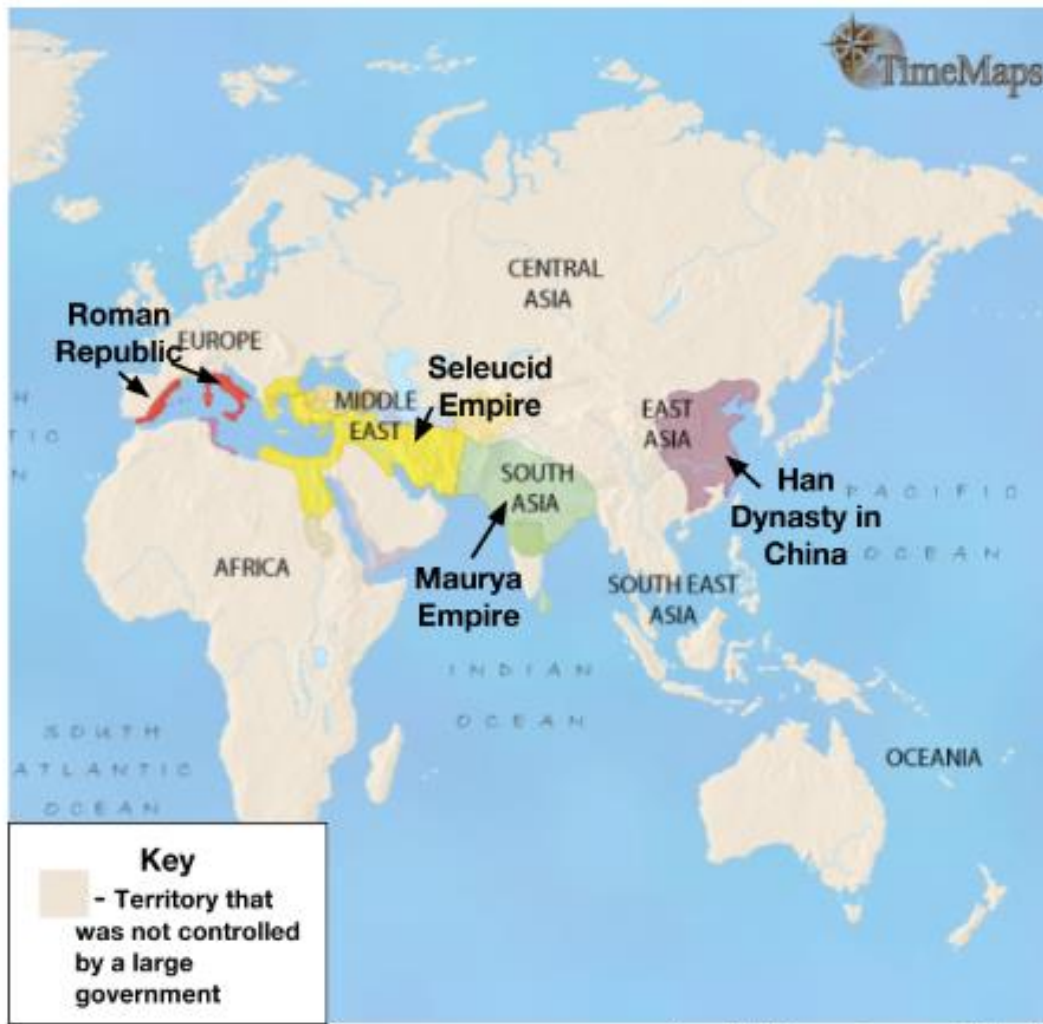 TimeMaps
CENTRAL
ASIA
Roman
Republic
EUROPE
Seleucid
Empire
MIDDLE
EAST
EAST
ASIA
SOUTH
ASIA
Han
Dynasty in
China
PACIFIC
OCEAN
TIC
N
AFRICA
Maurya
Empire
SOUTH EAST
ASIA
INDIAN
OCEAN
SOUTH
ATLANTIC
OCEAN
OCEANIA
Key
- Territory that
was not controlled
by a large
government